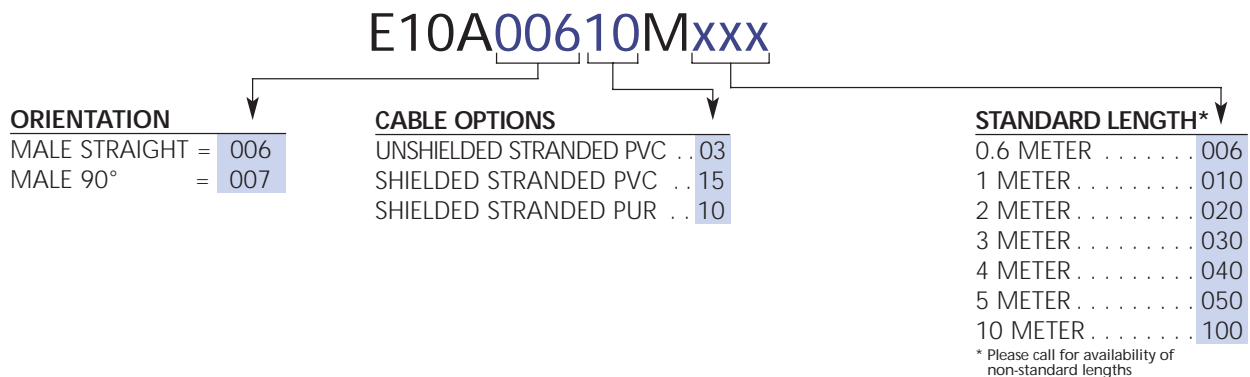 E10A00610Mxxx
ORIENTATION
MALE STRAIGHT = 006
MALE 90° = 007
CABLE OPTIONS
UNSHIELDED STRANDED PVC . . 03
SHIELDED STRANDED PVC . . 15
SHIELDED STRANDED PUR . . 10
STANDARD LENGTH*
0.6 METER . . . . . . . 006
1 METER . . . . . . . . . 010
2 METER . . . . . . . . . 020
3 METER . . . . . . . . . 030
4 METER . . . . . . . . . 040
5 METER . . . . . . . . . 050
10 METER . . . . . . . . 100
* Please call for availability of
non-standard lengths